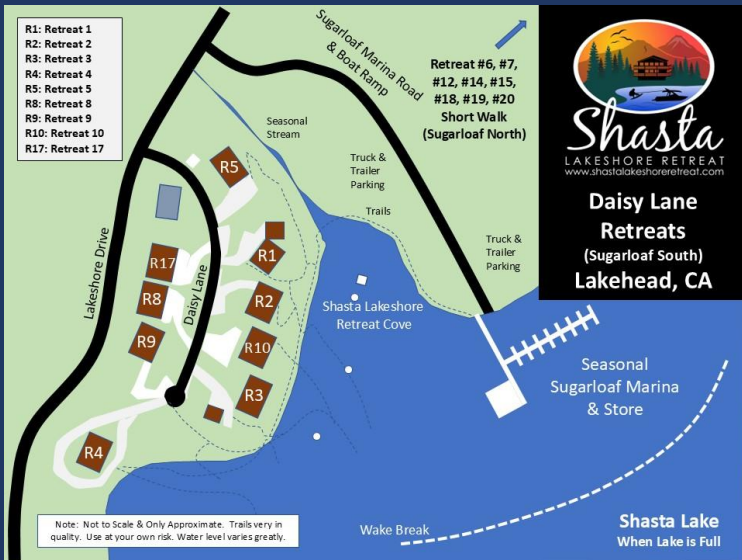 R1: Retreat 1
R2: Retreat 2
R3: Retreat 3
R4: Retreat 4
R5: Retreat 5
R8: Retreat 8
R9: Retreat 9
R10: Retreat 10
R17: Retreat 17
Sugarloaf Marina Road
& Boat Ramp
Retreat #6, #7,
#12, #14, #15,
#18, #19, #20
Short Walk
(Sugarloaf North)
Shasta
LAKESHORE RETREAT
www.shastalakeshoreretreat.com
Daisy Lane
Retreats
(Sugarloaf South)
Lakehead, CA
Seasonal
Stream
Truck &
Trailer
Parking
Trails
Truck &
Trailer
Parking
Lakeshore Drive
Daisy Lane
R5
R17
R1
R8
R2
R9
R10
R3
R4
Shasta Lakeshore
Retreat Cove
Seasonal
Sugarloaf Marina
& Store
Wake Break
Shasta Lake
When Lake is Full
Note: Not to Scale & Only Approximate. Trails very in
quality. Use at your own risk. Water level varies greatly.